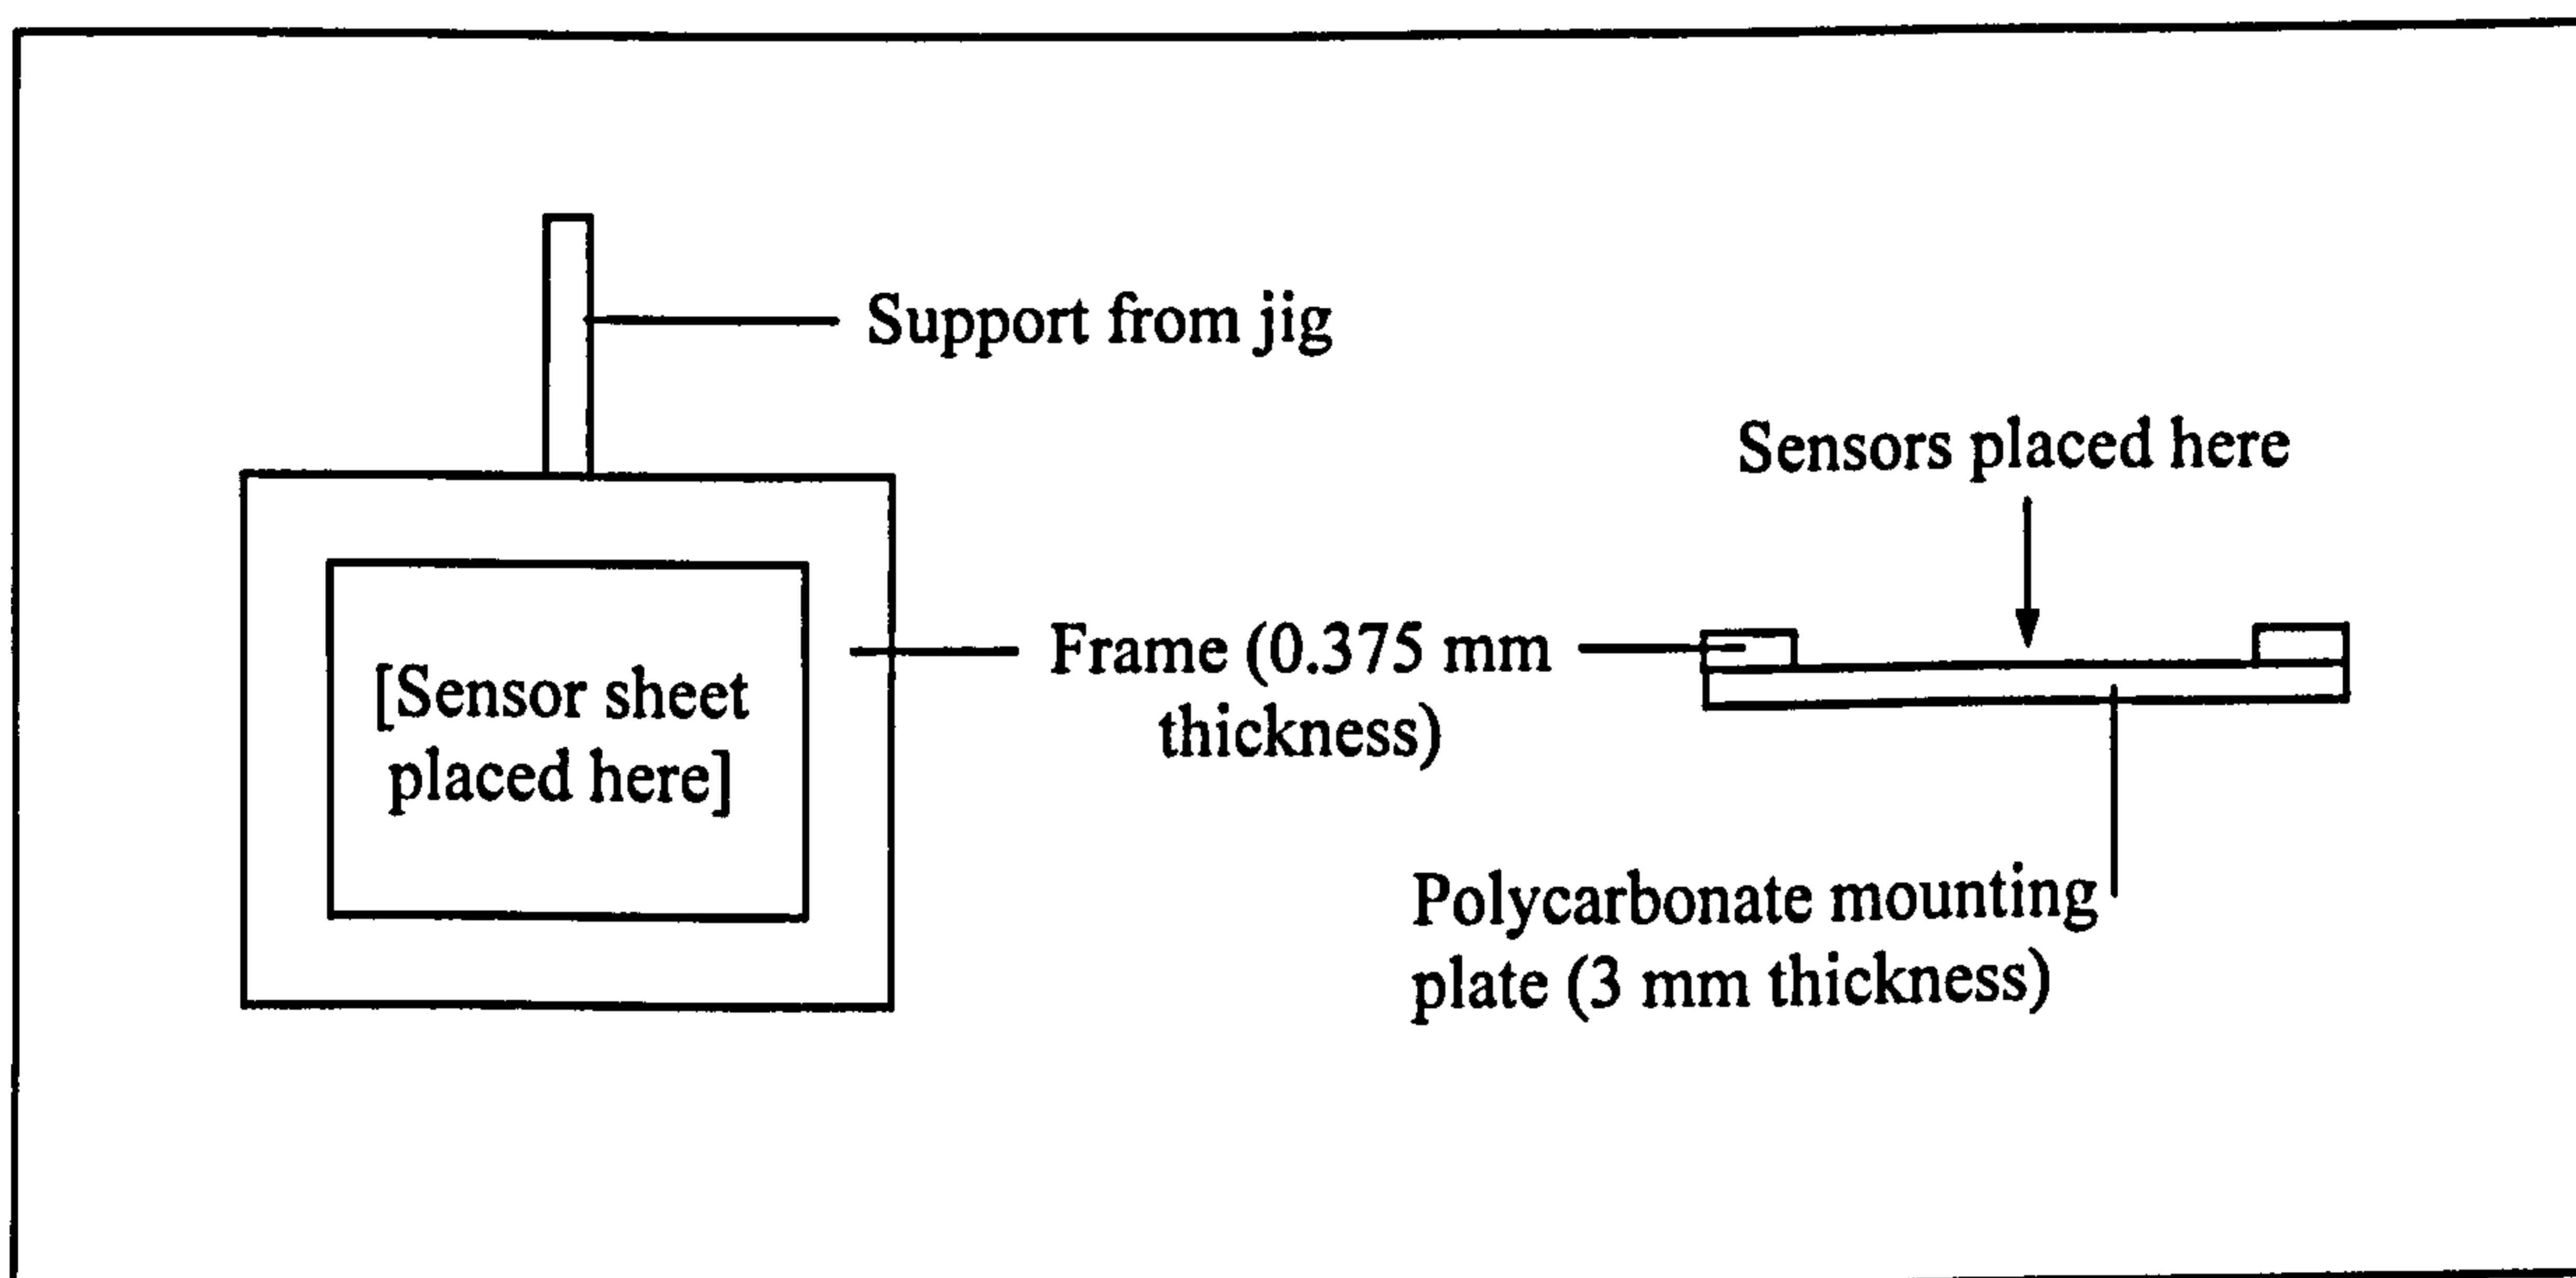 Support from jig
Sensors placed here
[Sensor sheet
placed here]
Frame (0.375 mm
thickness)
Polycarbonate mounting
plate (3 mm thickness)